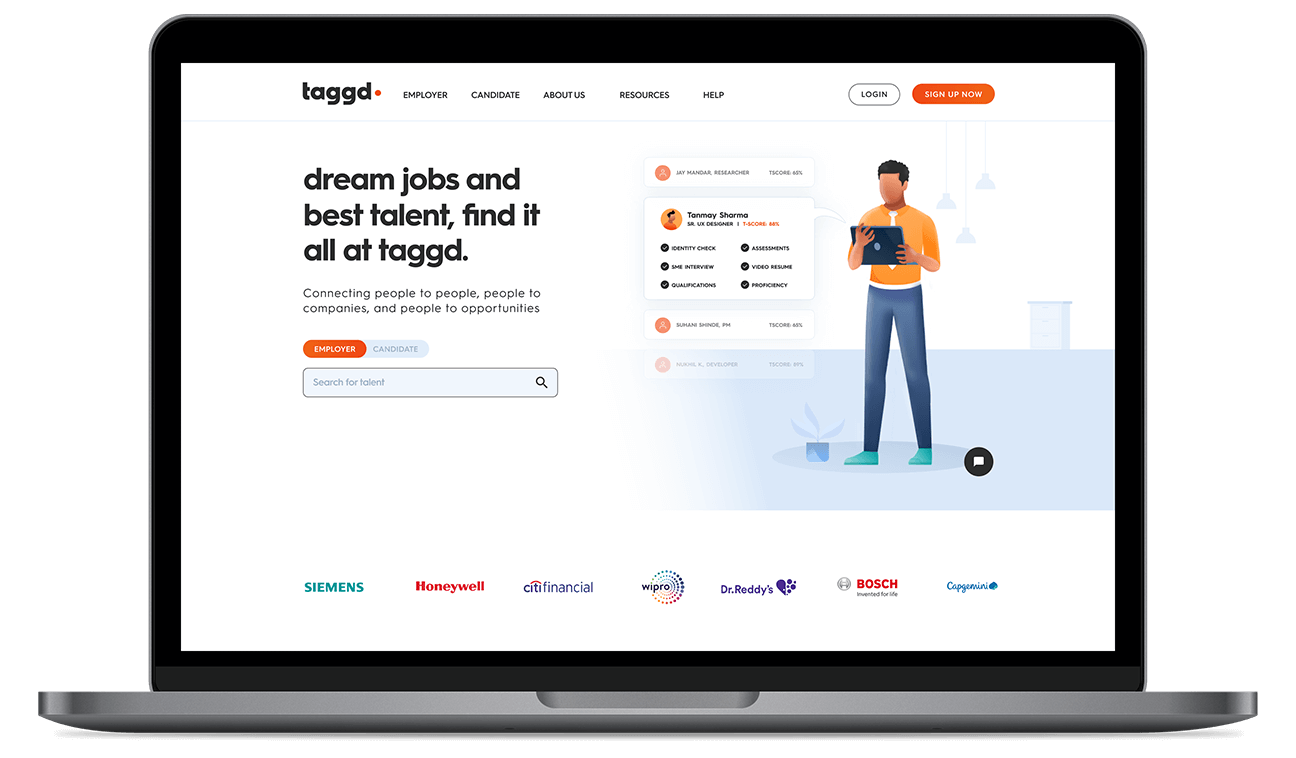 taggd
EMPLOYER
CANDIDATE
ABOUT US
RESOURCES
HELP
LOGIN
SIGN UP NOW
dream jobs and
best talent, find it
all at taggd.
Connecting people to people, people to
companies, and people to opportunities
EMPLOYER
CANDIDATE
Search for talent
JAY MANDAR, RESEARCHER TSCORE: 65%
Tanmay Sharma
SR. UX DESIGNER | T-SCORE: 88%
IDENTITY CHECK
ASSESSMENTS
SME INTERVIEW
VIDEO RESUME
QUALIFICATIONS
PROFICIENCY
SUHANI SHINDE, PM TSCORE: 65%
DEVELOPER TSCORE:
SIEMENS
Honeywell
citifinancial
wipro
Dr.Reddy's
BOSCH
Invented for life
Capgemini